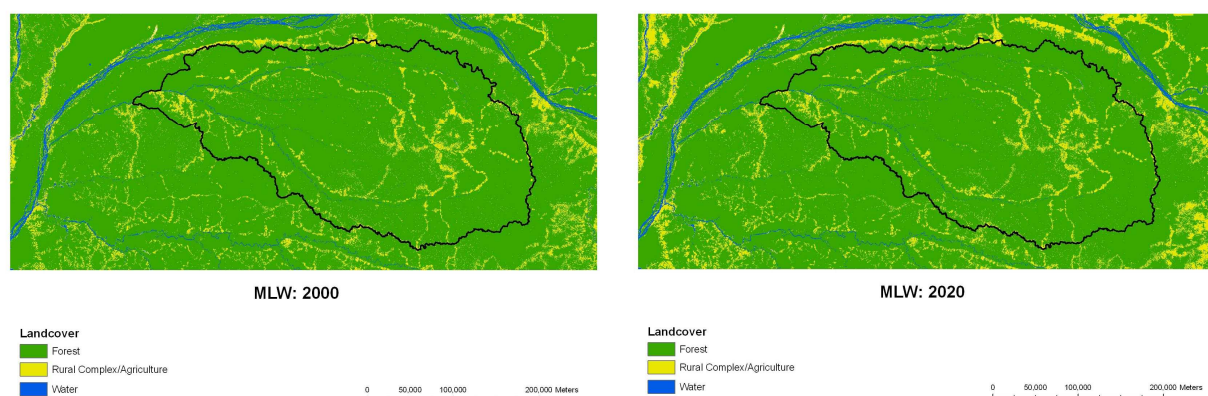 MLW: 2000
Landcover
Forest
Rural Complex/Agriculture
Water
0 50,000 100,000 200,000 Meters
MLW: 2020
Landcover
Forest
Rural Complex/Agriculture
Water
0 50,000 100,000 200,000 Meters